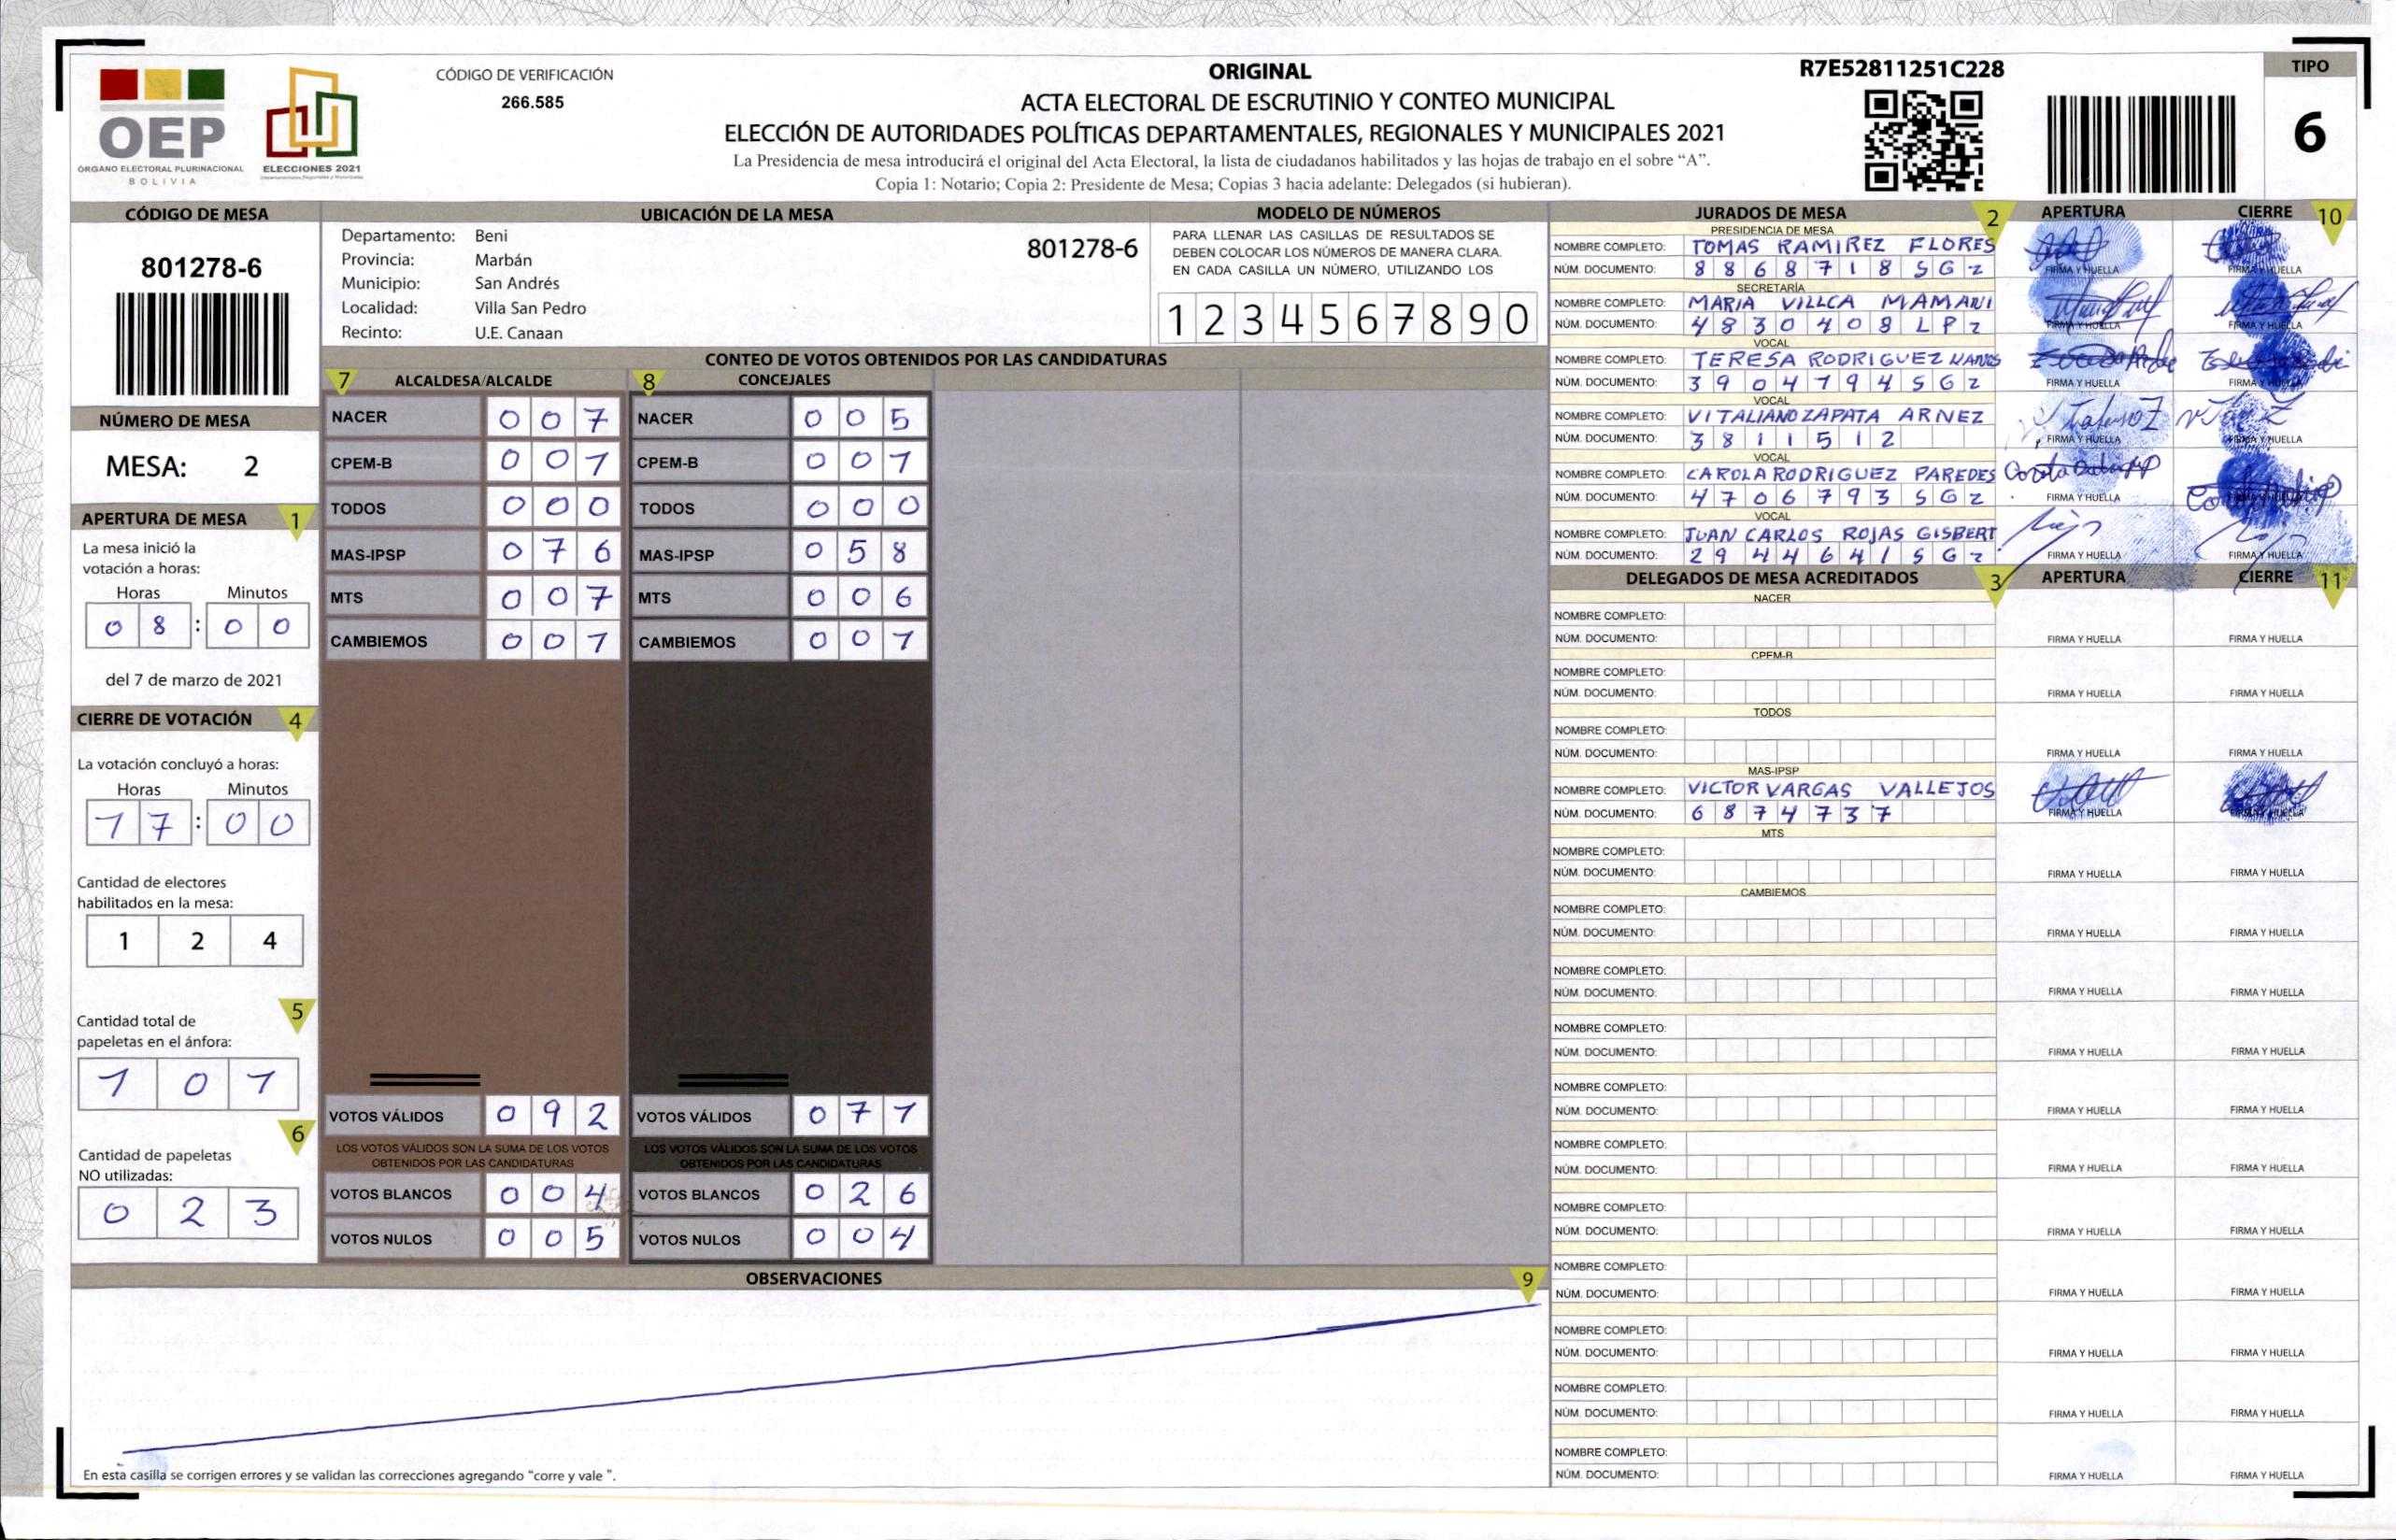 OEP
ÓRGANO ELECTORAL PLURINACIONAL
BOLIVIA
ELECCIONES 2021
CÓDIGO DE VERIFICACIÓN
266.585
ORIGINAL
ACTA ELECTORAL DE ESCRUTINIO Y CONTEO MUNICIPAL
ELECCIÓN DE AUTORIDADES POLÍTICAS DEPARTAMENTALES, REGIONALES Y MUNICIPALES 2021
La Presidencia de mesa introducirá el original del Acta Electoral, la lista de ciudadanos habilitados y las hojas de trabajo en el sobre “A”.
Copia 1: Notario; Copia 2: Presidente de Mesa; Copias 3 hacia adelante: Delegados (si hubieran).
R7E52811251C228
TIPO
6
CÓDIGO DE MESA
801278-6
NÚMERO DE MESA
MESA: 2
APERTURA DE MESA 1
La mesa inició la
votación a horas:
Horas Minutos
08:00
del 7 de marzo de 2021
CIERRE DE VOTACIÓN 4
La votación concluyó a horas:
Horas Minutos
17:00
Cantidad de electores
habilitados en la mesa:
1 2 4
5
Cantidad total de
papeletas en el ánfora:
1 0 1
6
Cantidad de papeletas
NO utilizadas:
0 2 3
UBICACIÓN DE LA MESA
Departamento: Beni
801278-6
Provincia: Marbán
Municipio: San Andrés
Localidad: Villa San Pedro
Recinto: U.E. Canaan
MODELO DE NÚMEROS
PARA LLENAR LAS CASILLAS DE RESULTADOS SE
DEBEN COLOCAR LOS NÚMEROS DE MANERA CLARA.
EN CADA CASILLA UN NÚMERO, UTILIZANDO LOS
1 2 3 4 5 6 7 8 9 0
CONTEO DE VOTOS OBTENIDOS POR LAS CANDIDATURAS
7 ALCALDESA/ALCALDE 8 CONCEJALES
NACER 0 0 7 NACER 0 0 5
CPEM-B 0 0 1 CPEM-B 0 0 1
TODOS 0 0 0 TODOS 0 0 0
MAS-IPSP 0 7 6 MAS-IPSP 0 5 8
MTS 0 0 7 MTS 0 0 6
CAMBIEMOS 0 0 1 CAMBIEMOS 0 0 1
VOTOS VÁLIDOS 0 9 2 VOTOS VÁLIDOS 0 7 1
LOS VOTOS VÁLIDOS SON LA SUMA DE LOS VOTOS LOS VOTOS VÁLIDOS SON LA SUMA DE LOS VOTOS
OBTENIDOS POR LAS CANDIDATURAS OBTENIDOS POR LAS CANDIDATURAS
VOTOS BLANCOS 0 0 4 VOTOS BLANCOS 0 2 6
VOTOS NULOS 0 0 5 VOTOS NULOS 0 0 4
OBSERVACIONES 9
En esta casilla se corrigen errores y se validan las correcciones agregando “corre y vale ”.
JURADOS DE MESA 2 APERTURA CIERRE 10
PRESIDENCIA DE MESA
NOMBRE COMPLETO: TOMAS RAMIREZ FLORES
NÚM. DOCUMENTO: 8868718SCZ FIRMA Y HUELLA FIRMA Y HUELLA
SECRETARÍA
NOMBRE COMPLETO: MARIA VILLCA MAMANI
NÚM. DOCUMENTO: 4830408LPZ FIRMA Y HUELLA FIRMA Y HUELLA
VOCAL
NOMBRE COMPLETO: TERESA RODRIGUEZ
NÚM. DOCUMENTO: 3904794SCZ FIRMA Y HUELLA FIRMA Y HUELLA
VOCAL
NOMBRE COMPLETO: VITALIANO ZAPATA ARNEZ
NÚM. DOCUMENTO: 3811512 FIRMA Y HUELLA FIRMA Y HUELLA
VOCAL
NOMBRE COMPLETO: CAROLA RODRIGUEZ PAREDES
NÚM. DOCUMENTO: 4706793SCZ FIRMA Y HUELLA FIRMA Y HUELLA
VOCAL
NOMBRE COMPLETO: JUAN CARLOS ROJAS GISBERT
NÚM. DOCUMENTO: 2944641SCZ FIRMA Y HUELLA FIRMA Y HUELLA
DELEGADOS DE MESA ACREDITADOS 3 APERTURA CIERRE 11
NACER
NOMBRE COMPLETO:
NÚM. DOCUMENTO: FIRMA Y HUELLA FIRMA Y HUELLA
CPEM-B
NOMBRE COMPLETO:
NÚM. DOCUMENTO: FIRMA Y HUELLA FIRMA Y HUELLA
TODOS
NOMBRE COMPLETO:
NÚM. DOCUMENTO: FIRMA Y HUELLA FIRMA Y HUELLA
MAS-IPSP
NOMBRE COMPLETO: VICTOR VARGAS VALLEJOS
NÚM. DOCUMENTO: 6874737 FIRMA Y HUELLA FIRMA Y HUELLA
MTS
NOMBRE COMPLETO:
NÚM. DOCUMENTO: FIRMA Y HUELLA FIRMA Y HUELLA
CAMBIEMOS
NOMBRE COMPLETO:
NÚM. DOCUMENTO: FIRMA Y HUELLA FIRMA Y HUELLA
NOMBRE COMPLETO:
NÚM. DOCUMENTO: FIRMA Y HUELLA FIRMA Y HUELLA
NOMBRE COMPLETO:
NÚM. DOCUMENTO: FIRMA Y HUELLA FIRMA Y HUELLA
NOMBRE COMPLETO:
NÚM. DOCUMENTO: FIRMA Y HUELLA FIRMA Y HUELLA
NOMBRE COMPLETO:
NÚM. DOCUMENTO: FIRMA Y HUELLA FIRMA Y HUELLA
NOMBRE COMPLETO:
NÚM. DOCUMENTO: FIRMA Y HUELLA FIRMA Y HUELLA
NOMBRE COMPLETO:
NÚM. DOCUMENTO: FIRMA Y HUELLA FIRMA Y HUELLA
NOMBRE COMPLETO:
NÚM. DOCUMENTO: FIRMA Y HUELLA FIRMA Y HUELLA
NOMBRE COMPLETO:
NÚM. DOCUMENTO: FIRMA Y HUELLA FIRMA Y HUELLA
NOMBRE COMPLETO:
NÚM. DOCUMENTO: FIRMA Y HUELLA FIRMA Y HUELLA